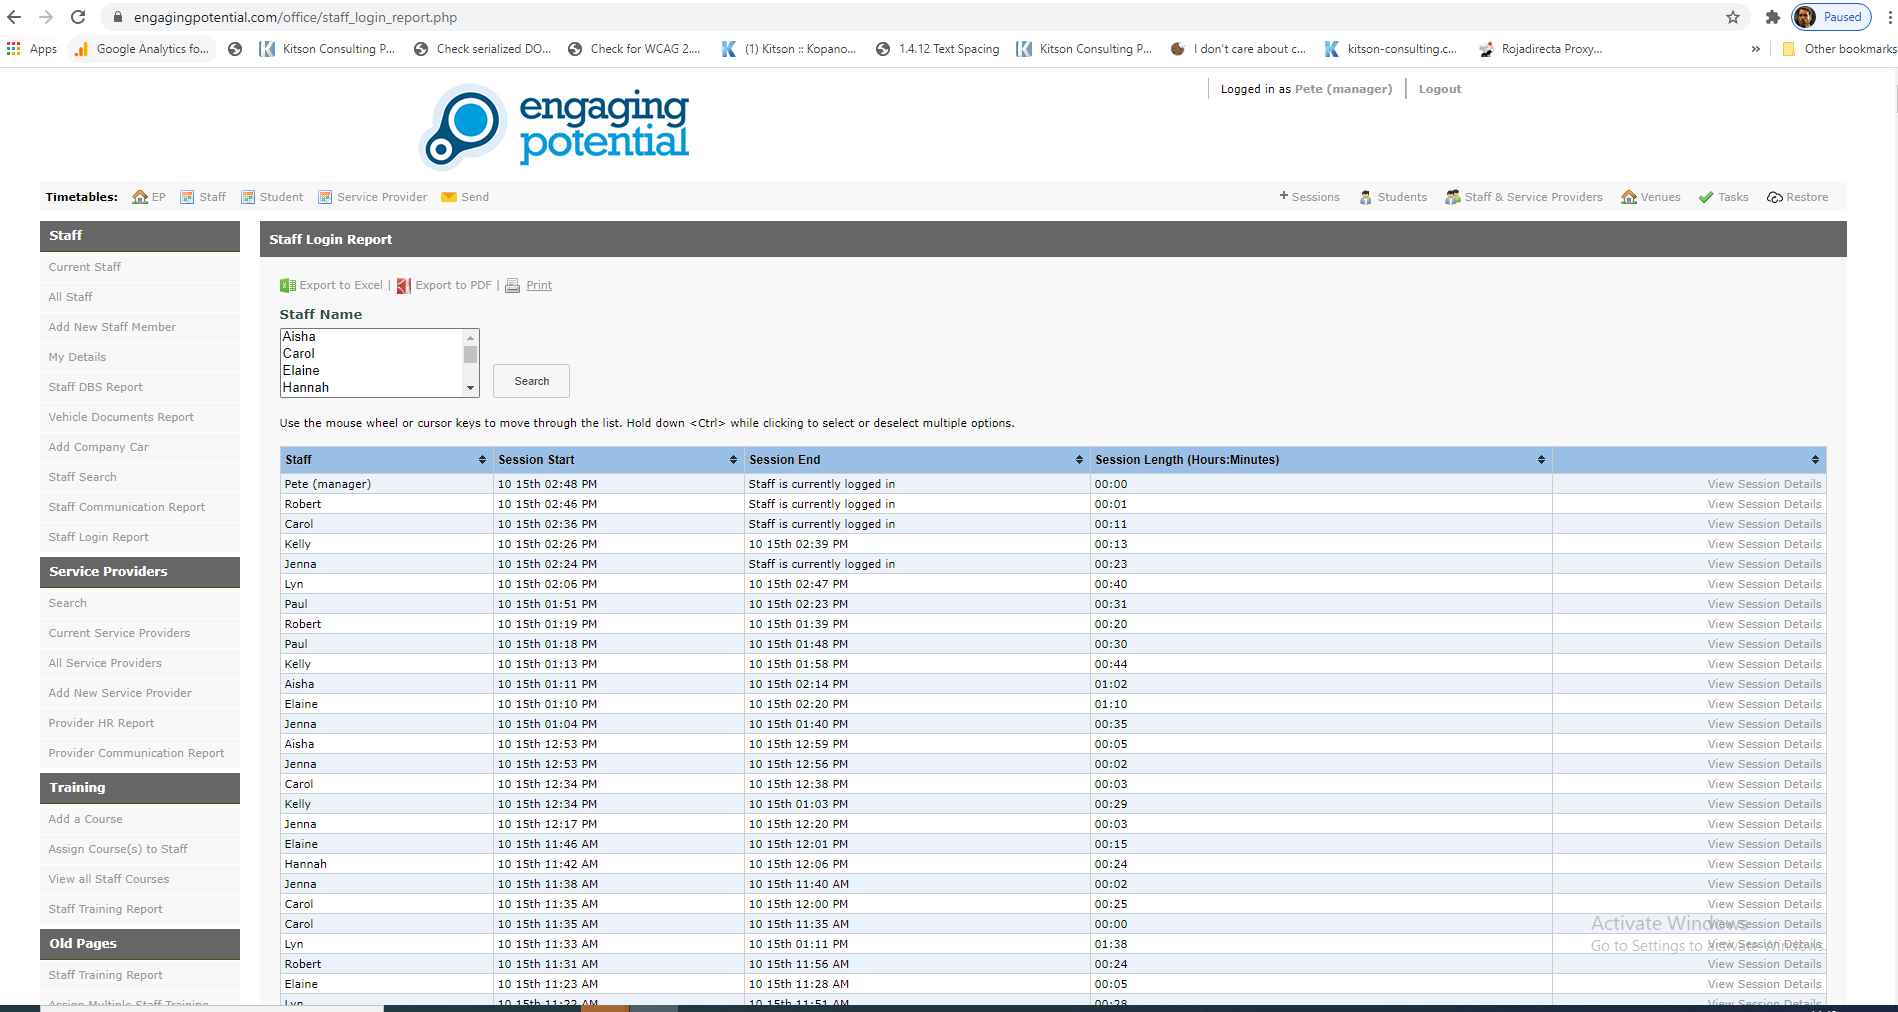 engagingpotential.com/office/staff_login_report.php
Paused
Apps
Google Analytics fo...
Kitson Consulting P...
Check serialized DO...
Check for WCAG 2....
(1) Kitson :: Kopano...
1.4.12 Text Spacing
Kitson Consulting P...
I don't care about c...
kitson-consulting.c...
Rojadirecta Proxy...
»
Other bookmarks
engaging
potential
Logged in as Pete (manager)
Logout
Timetables:
EP
Staff
Student
Service Provider
Send
+ Sessions
Students
Staff & Service Providers
Venues
Tasks
Restore
Staff
Current Staff
All Staff
Add New Staff Member
My Details
Staff DBS Report
Vehicle Documents Report
Add Company Car
Staff Search
Staff Communication Report
Staff Login Report
Service Providers
Search
Current Service Providers
All Service Providers
Add New Service Provider
Provider HR Report
Provider Communication Report
Training
Add a Course
Assign Course(s) to Staff
View all Staff Courses
Staff Training Report
Old Pages
Staff Training Report
Assign Multiple Staff Training
Staff Login Report
Export to Excel | Export to PDF | Print
Staff Name
Aisha
Carol
Elaine
Hannah
Search
Use the mouse wheel or cursor keys to move through the list. Hold down <Ctrl> while clicking to select or deselect multiple options.
Staff Session Start Session End Session Length (Hours:Minutes)
Pete (manager) 10 15th 02:48 PM Staff is currently logged in 00:00 View Session Details
Robert 10 15th 02:46 PM Staff is currently logged in 00:01 View Session Details
Carol 10 15th 02:36 PM Staff is currently logged in 00:11 View Session Details
Kelly 10 15th 02:26 PM 10 15th 02:39 PM 00:13 View Session Details
Jenna 10 15th 02:24 PM Staff is currently logged in 00:23 View Session Details
Lyn 10 15th 02:06 PM 10 15th 02:47 PM 00:40 View Session Details
Paul 10 15th 01:51 PM 10 15th 02:23 PM 00:31 View Session Details
Robert 10 15th 01:19 PM 10 15th 01:39 PM 00:20 View Session Details
Paul 10 15th 01:18 PM 10 15th 01:48 PM 00:30 View Session Details
Kelly 10 15th 01:13 PM 10 15th 01:58 PM 00:44 View Session Details
Aisha 10 15th 01:11 PM 10 15th 02:14 PM 01:02 View Session Details
Elaine 10 15th 01:10 PM 10 15th 02:20 PM 01:10 View Session Details
Jenna 10 15th 01:04 PM 10 15th 01:40 PM 00:35 View Session Details
Aisha 10 15th 12:53 PM 10 15th 12:59 PM 00:05 View Session Details
Jenna 10 15th 12:53 PM 10 15th 12:56 PM 00:02 View Session Details
Carol 10 15th 12:34 PM 10 15th 12:38 PM 00:03 View Session Details
Kelly 10 15th 12:34 PM 10 15th 01:03 PM 00:29 View Session Details
Jenna 10 15th 12:17 PM 10 15th 12:20 PM 00:03 View Session Details
Elaine 10 15th 11:46 AM 10 15th 12:01 PM 00:15 View Session Details
Hannah 10 15th 11:42 AM 10 15th 12:06 PM 00:24 View Session Details
Jenna 10 15th 11:38 AM 10 15th 11:40 AM 00:02 View Session Details
Carol 10 15th 11:35 AM 10 15th 12:00 PM 00:25 View Session Details
Carol 10 15th 11:35 AM 10 15th 11:35 AM 00:00 View Session Details
Lyn 10 15th 11:33 AM 10 15th 01:11 PM 01:38 View Session Details
Robert 10 15th 11:31 AM 10 15th 11:56 AM 00:24 View Session Details
Elaine 10 15th 11:23 AM 10 15th 11:28 AM 00:05 View Session Details
Lyn 10 15th 11:22 AM 10 15th 11:51 AM 00:28 View Session Details
Activate Windows
Go to Settings to activate Windows.